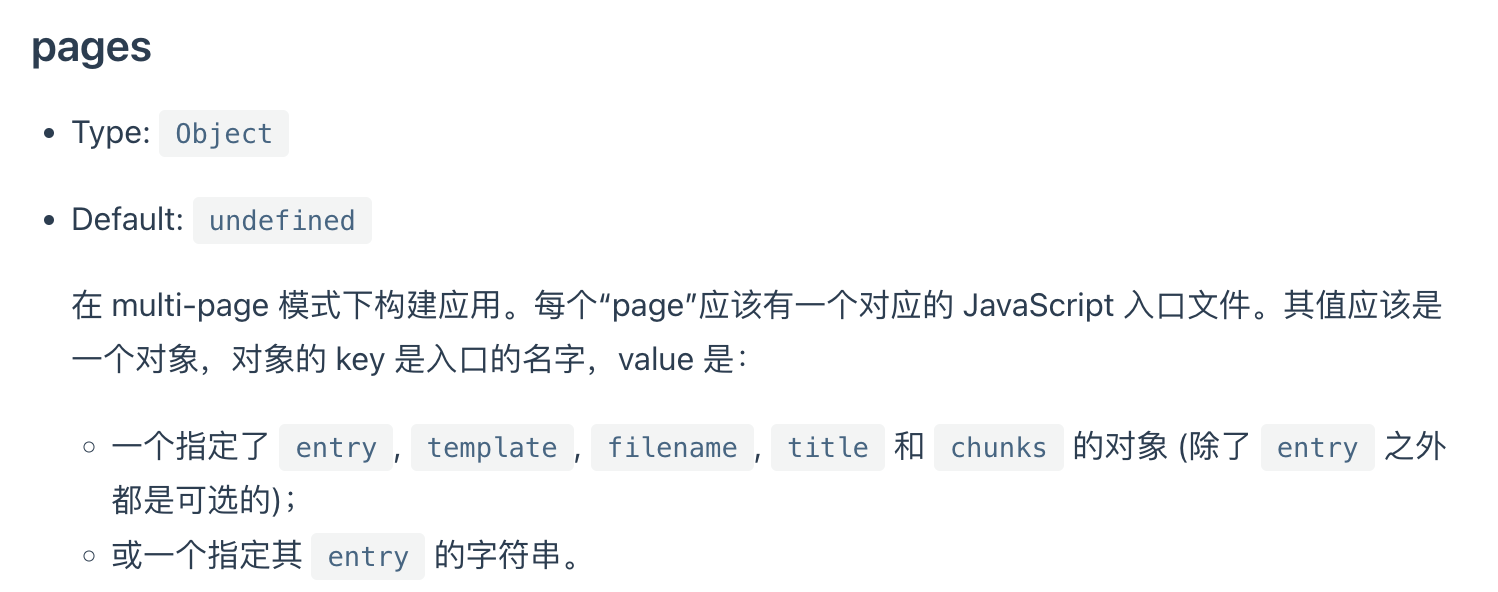 pages
• Type: Object
• Default: undefined
在 multi-page 模式下构建应用。每个“page”应该有一个对应的 JavaScript 入口文件。其值应该是
一个对象，对象的 key 是入口的名字，value 是：
◦ 一个指定了 entry, template, filename, title 和 chunks 的对象 (除了 entry 之外
都是可选的)；
◦ 或一个指定其 entry 的字符串。